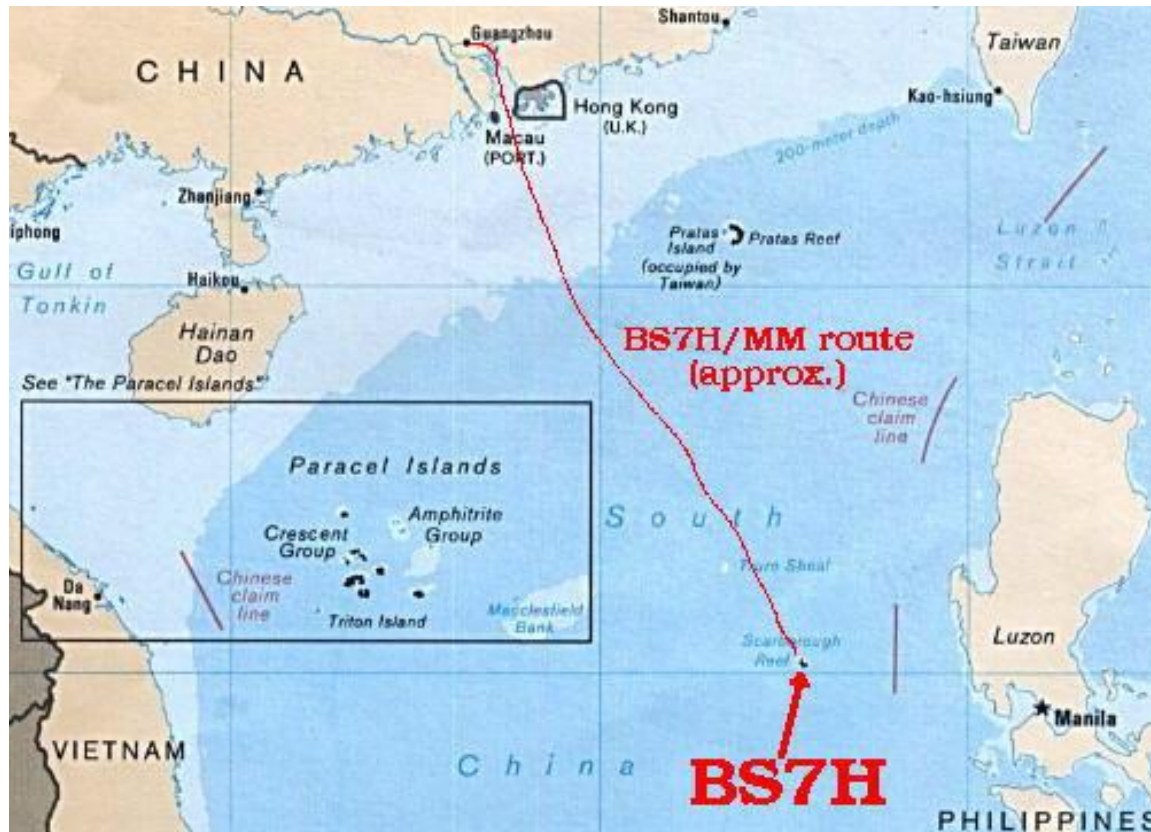 Shantou
Guangzhou
Taiwan
CHINA
Kao-hsiung
Hong Kong
(U.K.)
Macau
(PORT.)
200-meter depth
Zhanjiang
iphong
Pratas
Island
(occupied by
Taiwan)
Pratas Reef
Luzon
Strait
Gulf of
Tonkin
Haikou
Hainan
Dao
BS7H/MM route
(approx.)
See "The Paracel Islands"
Chinese
claim
line
Paracel Islands
South
Amphitrite
Group
Crescent
Group
Truro Shoal
Da
Nang
Chinese
claim
line
Triton Island
Macclesfield
Bank
Scarborough
Reef
Luzon
Manila
VIETNAM
China
BS7H
PHILIPPINES